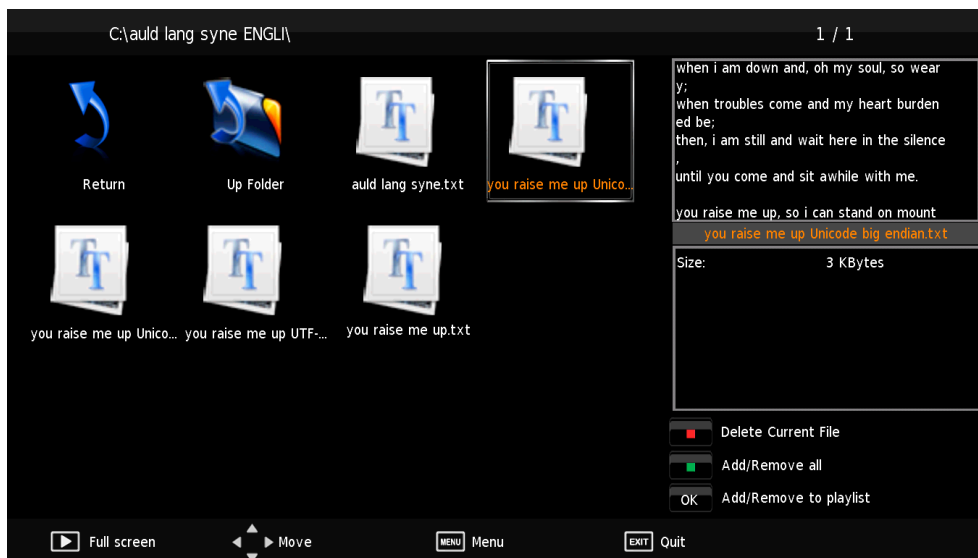 C:\auld lang syne ENGLI\
1 / 1
Return
Up Folder
auld lang syne.txt
you raise me up Unico...
you raise me up Unico...
you raise me up UTF-...
you raise me up.txt
when i am down and, oh my soul, so wear
y;
when troubles come and my heart burden
ed be;
then, i am still and wait here in the silence
,
until you come and sit awhile with me.
you raise me up, so i can stand on mount
you raise me up Unicode big endian.txt
Size: 3 KBytes
Delete Current File
Add/Remove all
OK Add/Remove to playlist
Full screen
Move
MENU Menu
EXIT Quit